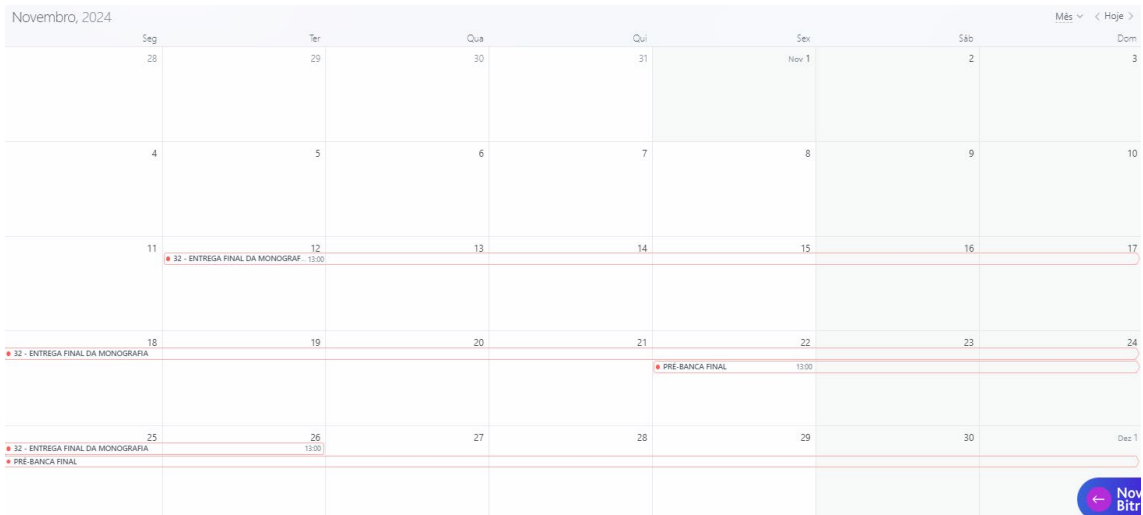 Novembro, 2024 Mês Hoje
Seg Ter Qua Qui Sex Sáb Dom
28 29 30 31 Nov 1 2 3
4 5 6 7 8 9 10
11 12 13 14 15 16 17
32 - ENTREGA FINAL DA MONOGRAF... 13:00
18 19 20 21 22 23 24
32 - ENTREGA FINAL DA MONOGRAFIA
PRÉ-BANCA FINAL 13:00
25 26 27 28 29 30 Dez 1
32 - ENTREGA FINAL DA MONOGRAFIA 13:00
PRÉ-BANCA FINAL
Nov
Bitr